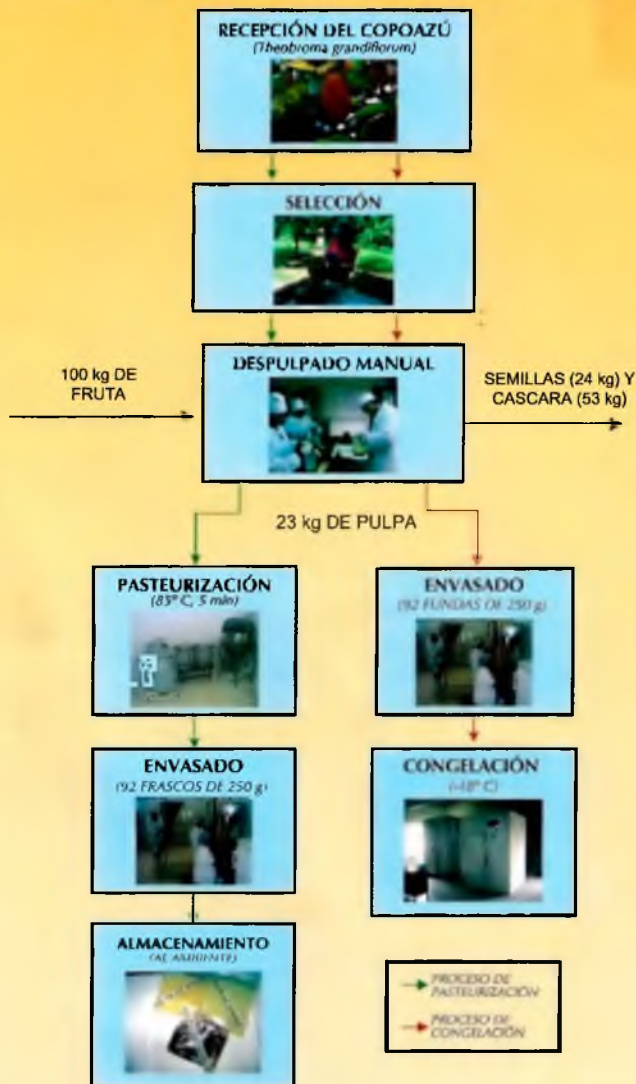 RECEPCIÓN DEL COPOAZÚ
(Theobroma grandiflorum)
SELECCIÓN
100 kg DE
FRUTA
DESPULPADO MANUAL
SEMILLAS (24 kg) Y
CASCARA (53 kg)
23 kg DE PULPA
PASTEURIZACIÓN
(85° C, 5 min)
ENVASADO
(92 FUNDAS DE 250 g)
ENVASADO
(92 FRASCOS DE 250 g)
CONGELACIÓN
(-18° C)
ALMACENAMIENTO
(AL AMBIENTE)
PROCESO DE
PASTEURIZACIÓN
PROCESO DE
CONGELACIÓN